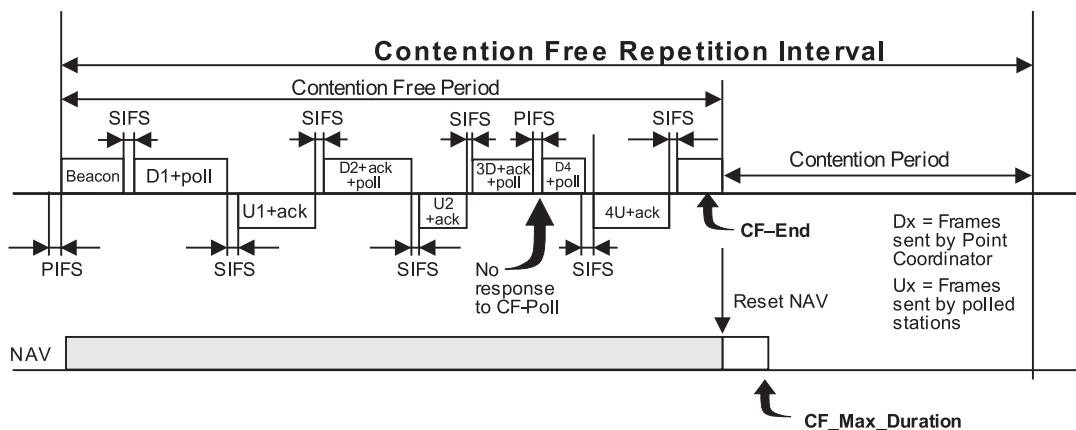 Contention Free Repetition Interval
Contention Free Period
SIFS
SIFS
SIFS
PIFS
SIFS
Contention Period
Beacon
D1+poll
D2+ack
+poll
3D+ack
+poll
D4
+poll
U1+ack
U2
+ack
4U+ack
CF–End
PIFS
SIFS
SIFS
SIFS
No
response
to CF-Poll
Dx = Frames
sent by Point
Coordinator
Ux = Frames
sent by polled
stations
Reset NAV
NAV
CF_Max_Duration